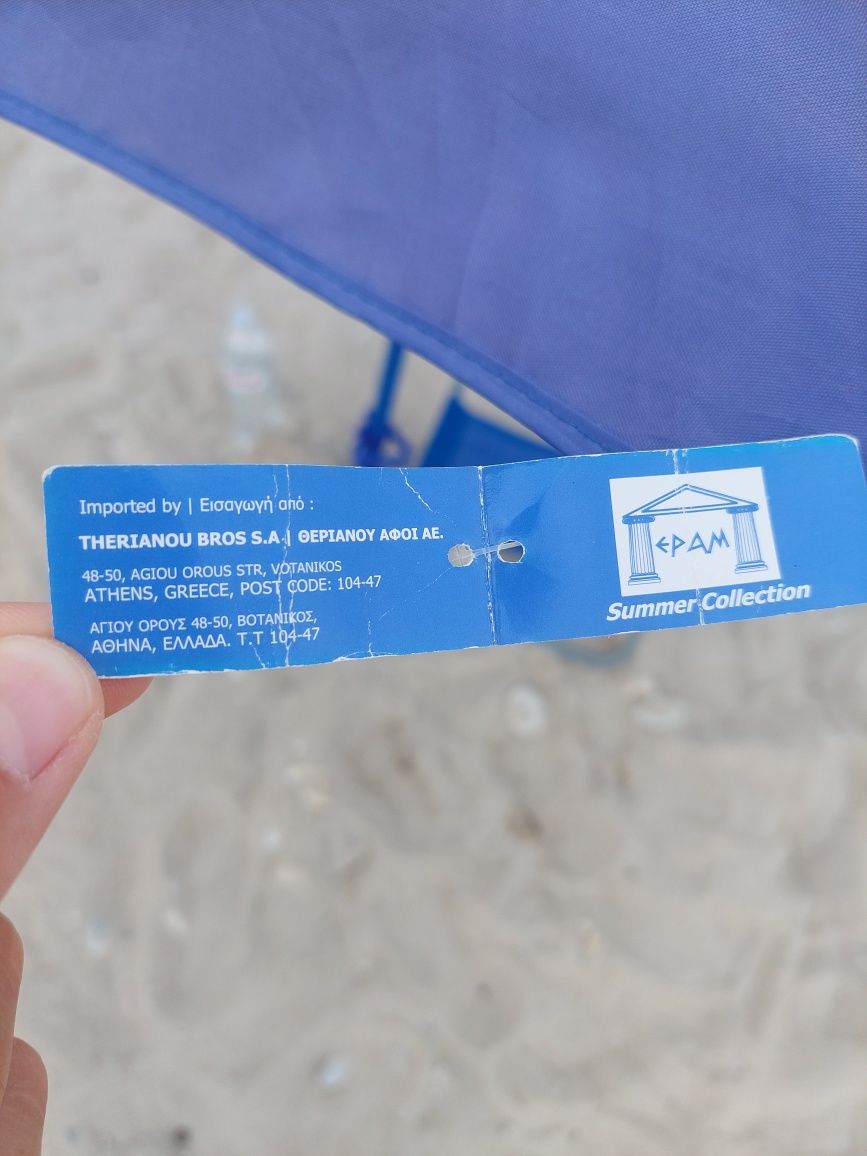 Imported by | Εισαγωγή από :
THERIANOU BROS S.A | ΘΕΡΙΑΝΟΥ ΑΦΟΙ ΑΕ.
48-50, AGIOU OROUS STR, VOTANIKOS
ATHENS, GREECE, POST CODE: 104-47
ΑΓΙΟΥ ΟΡΟΥΣ 48-50, ΒΟΤΑΝΙΚΟΣ,
ΑΘΗΝΑ, ΕΛΛΑΔΑ. Τ.Τ 104-47
ΕΡΑΜ
Summer Collection